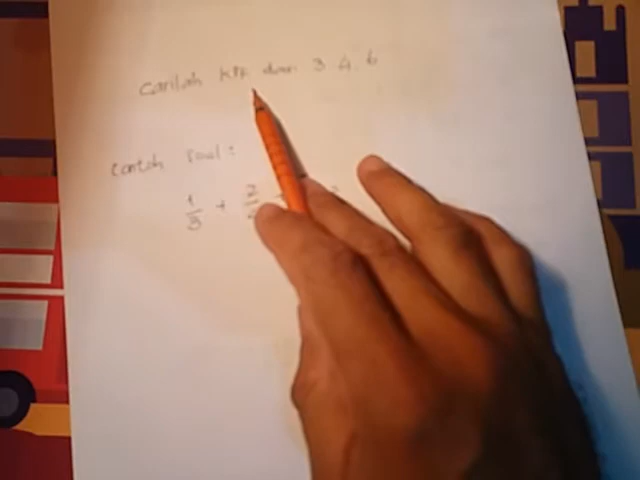 Carilah KPK dari 3 4, 6
Contoh soal :
1/3 + 2/